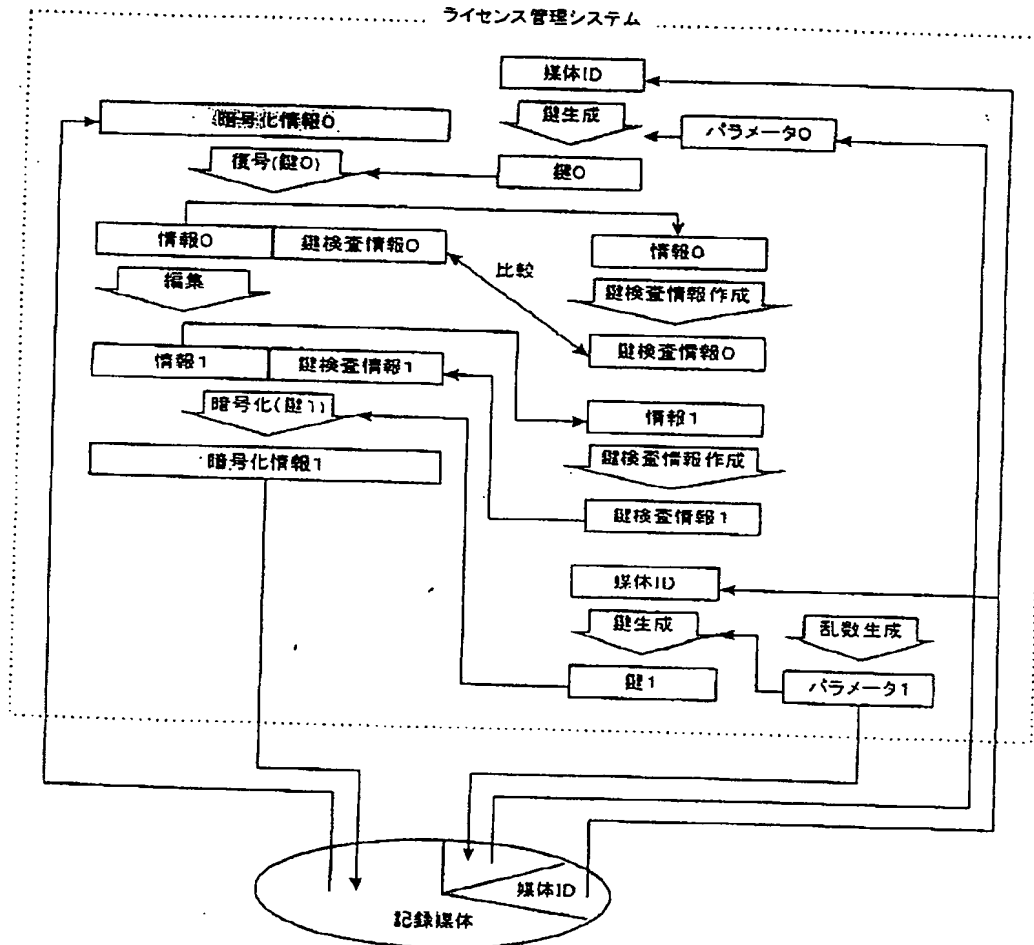 ライセンス管理システム
媒体ID
暗号化情報0
鍵生成
パラメータ0
復号(鍵0)
鍵0
情報0
鍵検査情報0
情報0
比較
編集
鍵検査情報作成
鍵検査情報0
情報1
鍵検査情報1
暗号化(鍵1)
情報1
暗号化情報1
鍵検査情報作成
鍵検査情報1
媒体ID
鍵生成
乱数生成
鍵1
パラメータ1
媒体ID
記録媒体